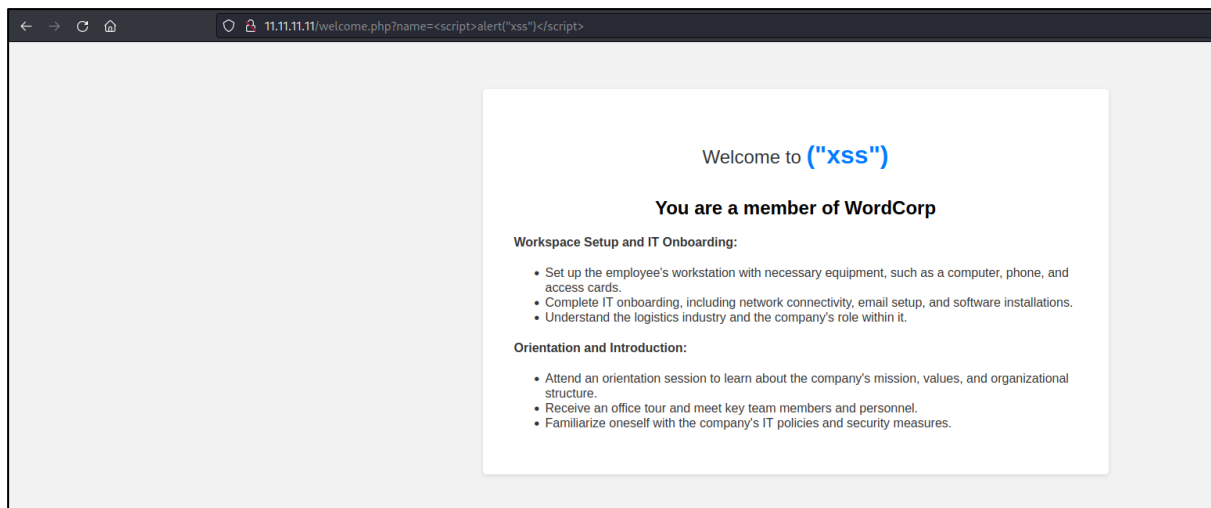 11.11.11.11/welcome.php?name=<script>alert("xss")</script>
Welcome to ("xss")
You are a member of WordCorp
Workspace Setup and IT Onboarding:
• Set up the employee's workstation with necessary equipment, such as a computer, phone, and
access cards.
• Complete IT onboarding, including network connectivity, email setup, and software installations.
• Understand the logistics industry and the company's role within it.
Orientation and Introduction:
• Attend an orientation session to learn about the company's mission, values, and organizational
structure.
• Receive an office tour and meet key team members and personnel.
• Familiarize oneself with the company's IT policies and security measures.